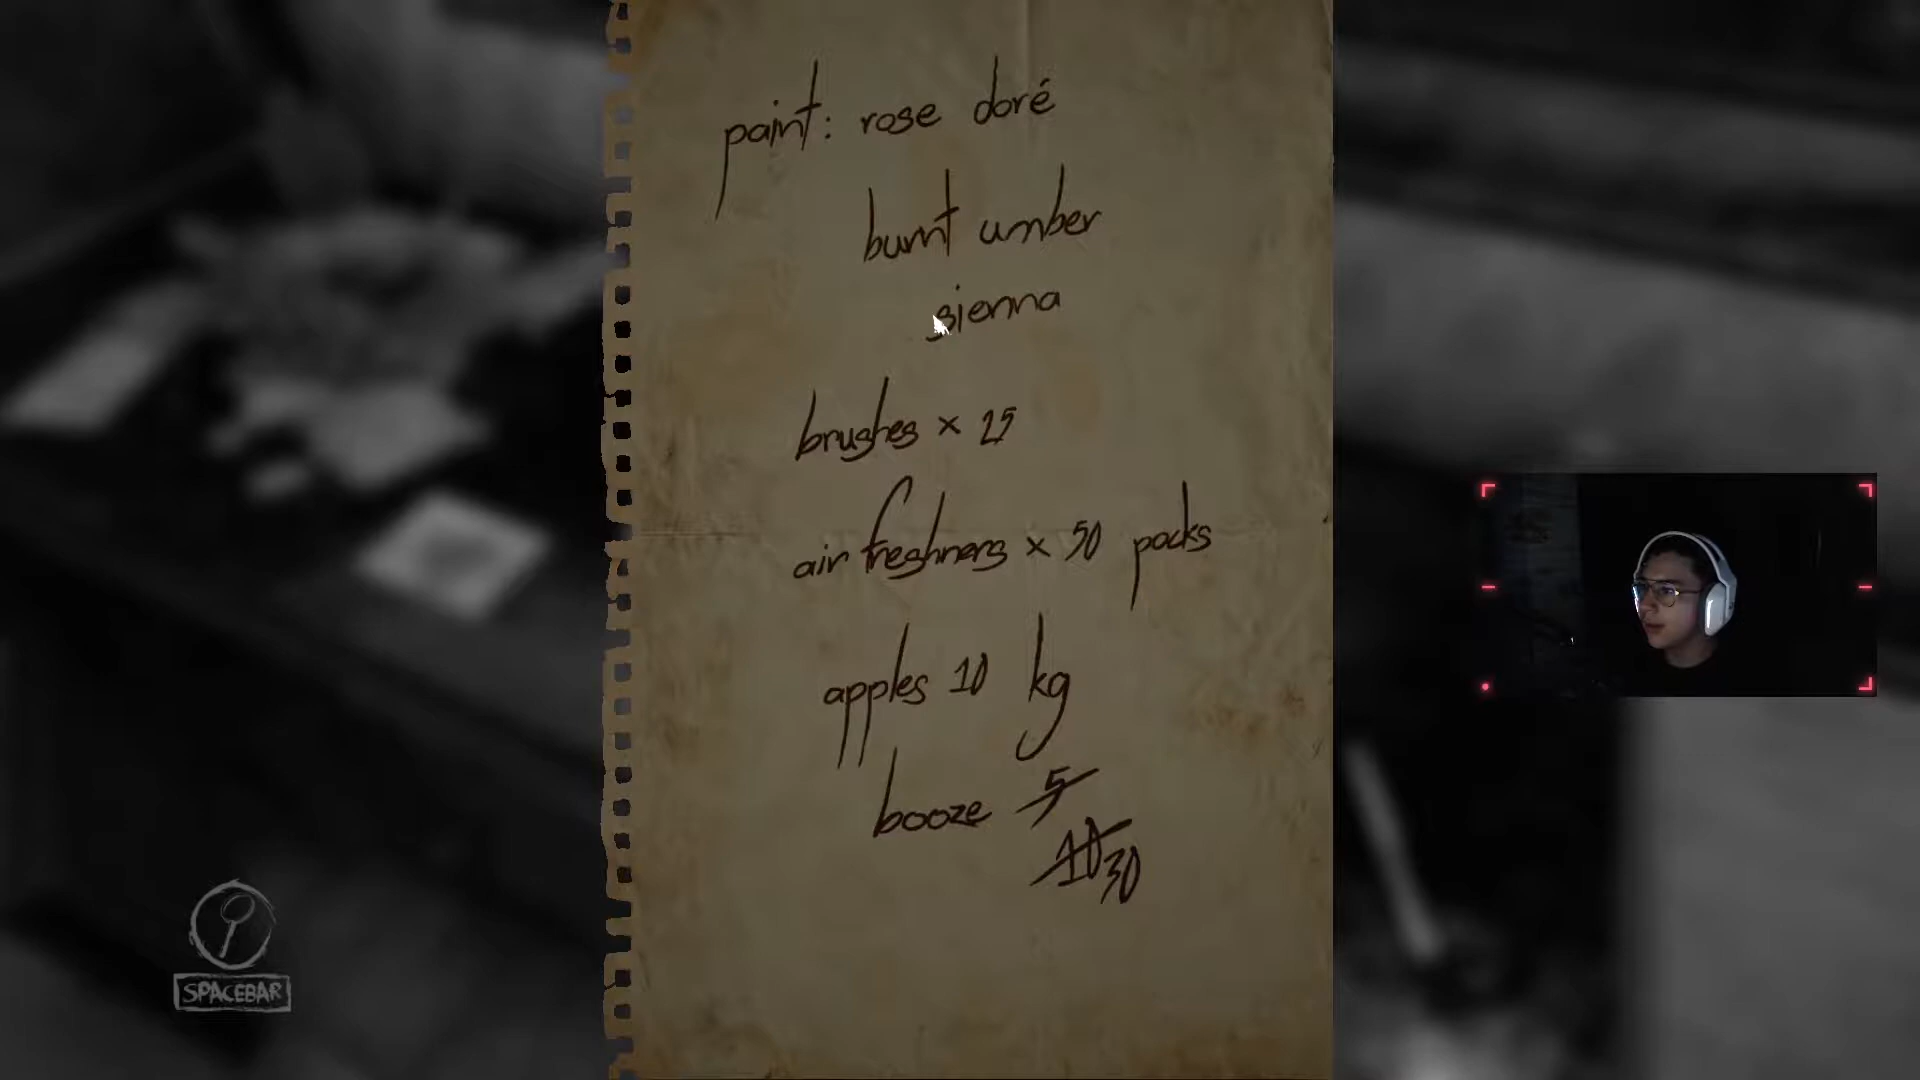 paint: rose doré
burnt umber
sienna
brushes × 25
air freshners × 50 packs
apples 10 kg
booze 5
10 30
SPACEBAR